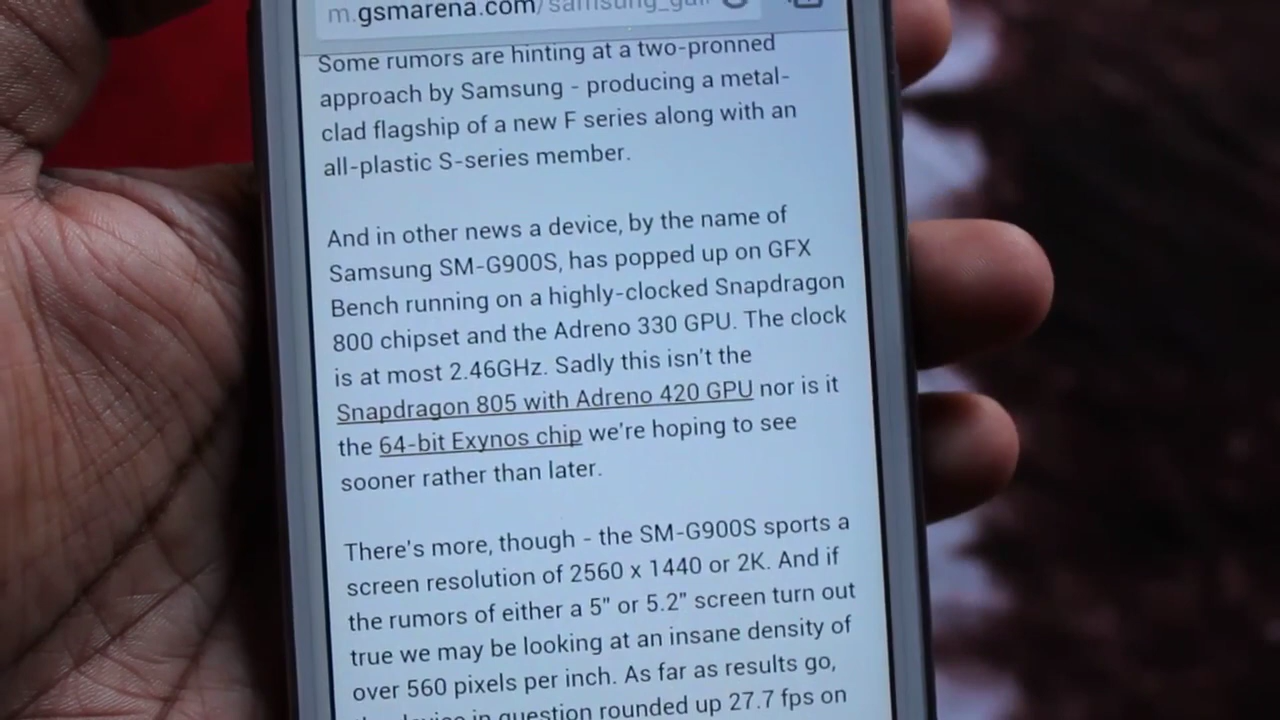 m.gsmarena.com/samsung_gal
Some rumors are hinting at a two-pronned
approach by Samsung - producing a metal-
clad flagship of a new F series along with an
all-plastic S-series member.
And in other news a device, by the name of
Samsung SM-G900S, has popped up on GFX
Bench running on a highly-clocked Snapdragon
800 chipset and the Adreno 330 GPU. The clock
is at most 2.46GHz. Sadly this isn't the
Snapdragon 805 with Adreno 420 GPU nor is it
the 64-bit Exynos chip we're hoping to see
sooner rather than later.
There's more, though - the SM-G900S sports a
screen resolution of 2560 x 1440 or 2K. And if
the rumors of either a 5" or 5.2" screen turn out
true we may be looking at an insane density of
over 560 pixels per inch. As far as results go,
the device in question rounded up 27.7 fps on